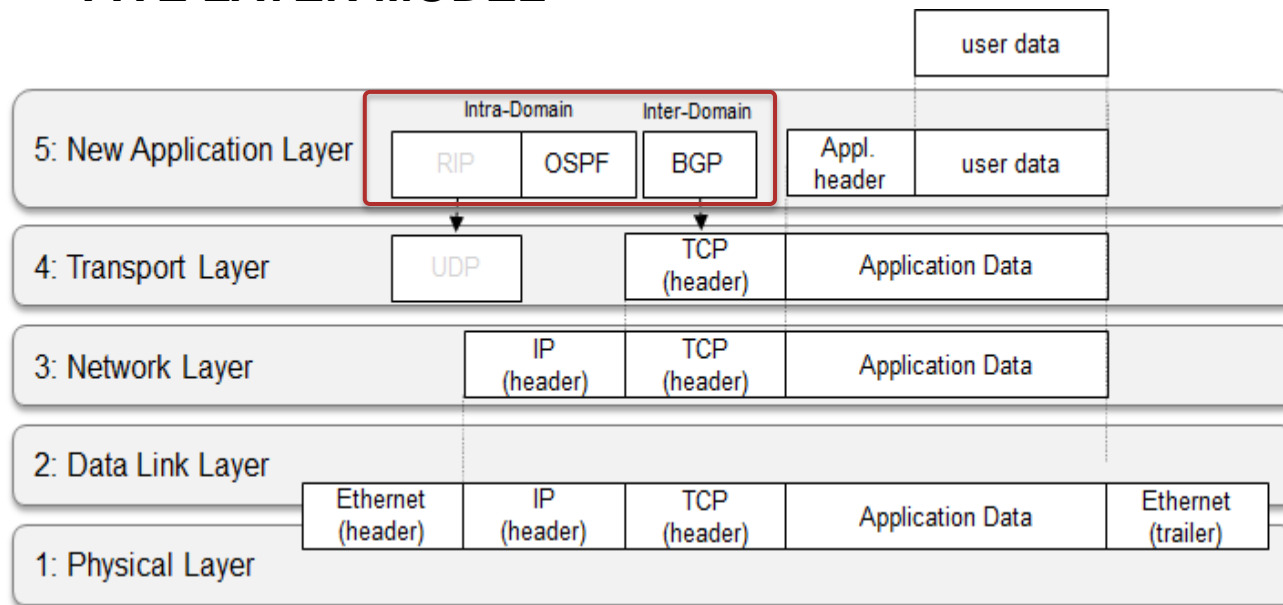 user data
Intra-Domain Inter-Domain
5: New Application Layer
RIP OSPF BGP
Appl.
header
user data
4: Transport Layer
UDP
TCP
(header)
Application Data
3: Network Layer
IP
(header)
TCP
(header)
Application Data
2: Data Link Layer
Ethernet
(header)
IP
(header)
TCP
(header)
Application Data
Ethernet
(trailer)
1: Physical Layer